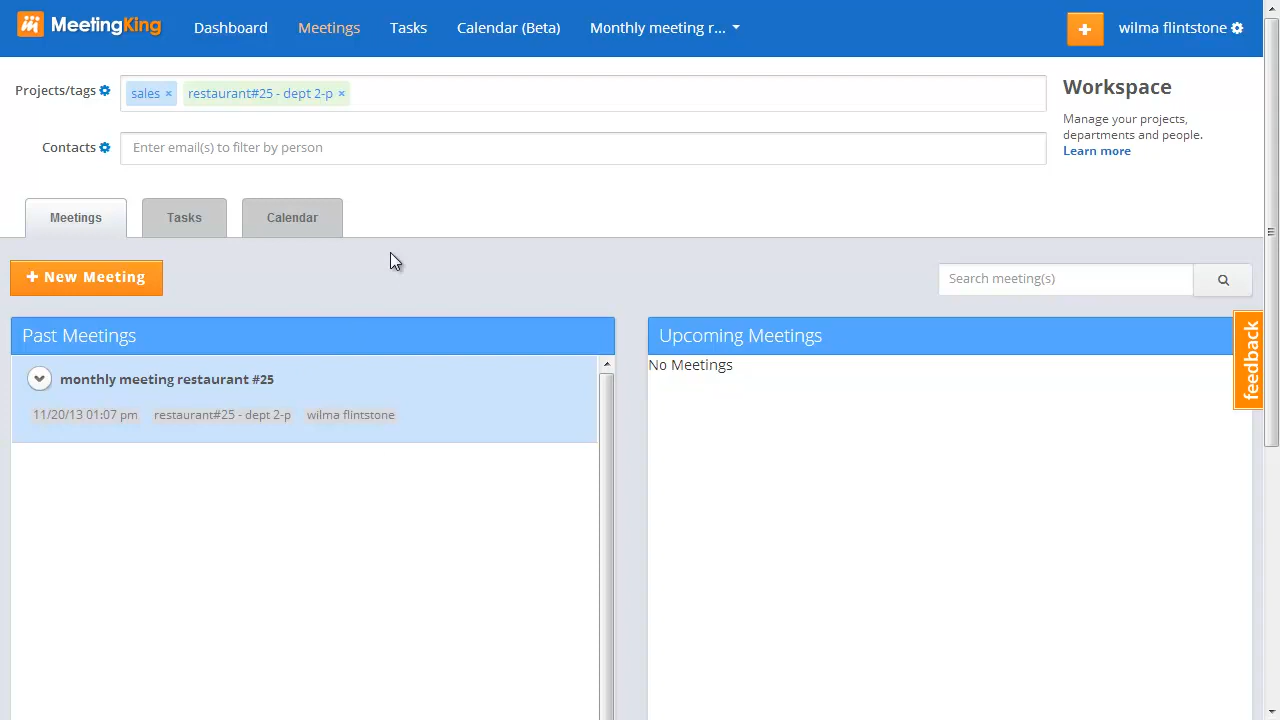 MeetingKing Dashboard Meetings Tasks Calendar (Beta) Monthly meeting r... + wilma flintstone
Projects/tags sales × restaurant#25 - dept 2-p ×
Workspace
Manage your projects,
departments and people.
Learn more
Contacts Enter email(s) to filter by person
Meetings Tasks Calendar
+ New Meeting Search meeting(s)
Past Meetings
monthly meeting restaurant #25
11/20/13 01:07 pm restaurant#25 - dept 2-p wilma flintstone
Upcoming Meetings
No Meetings
feedback